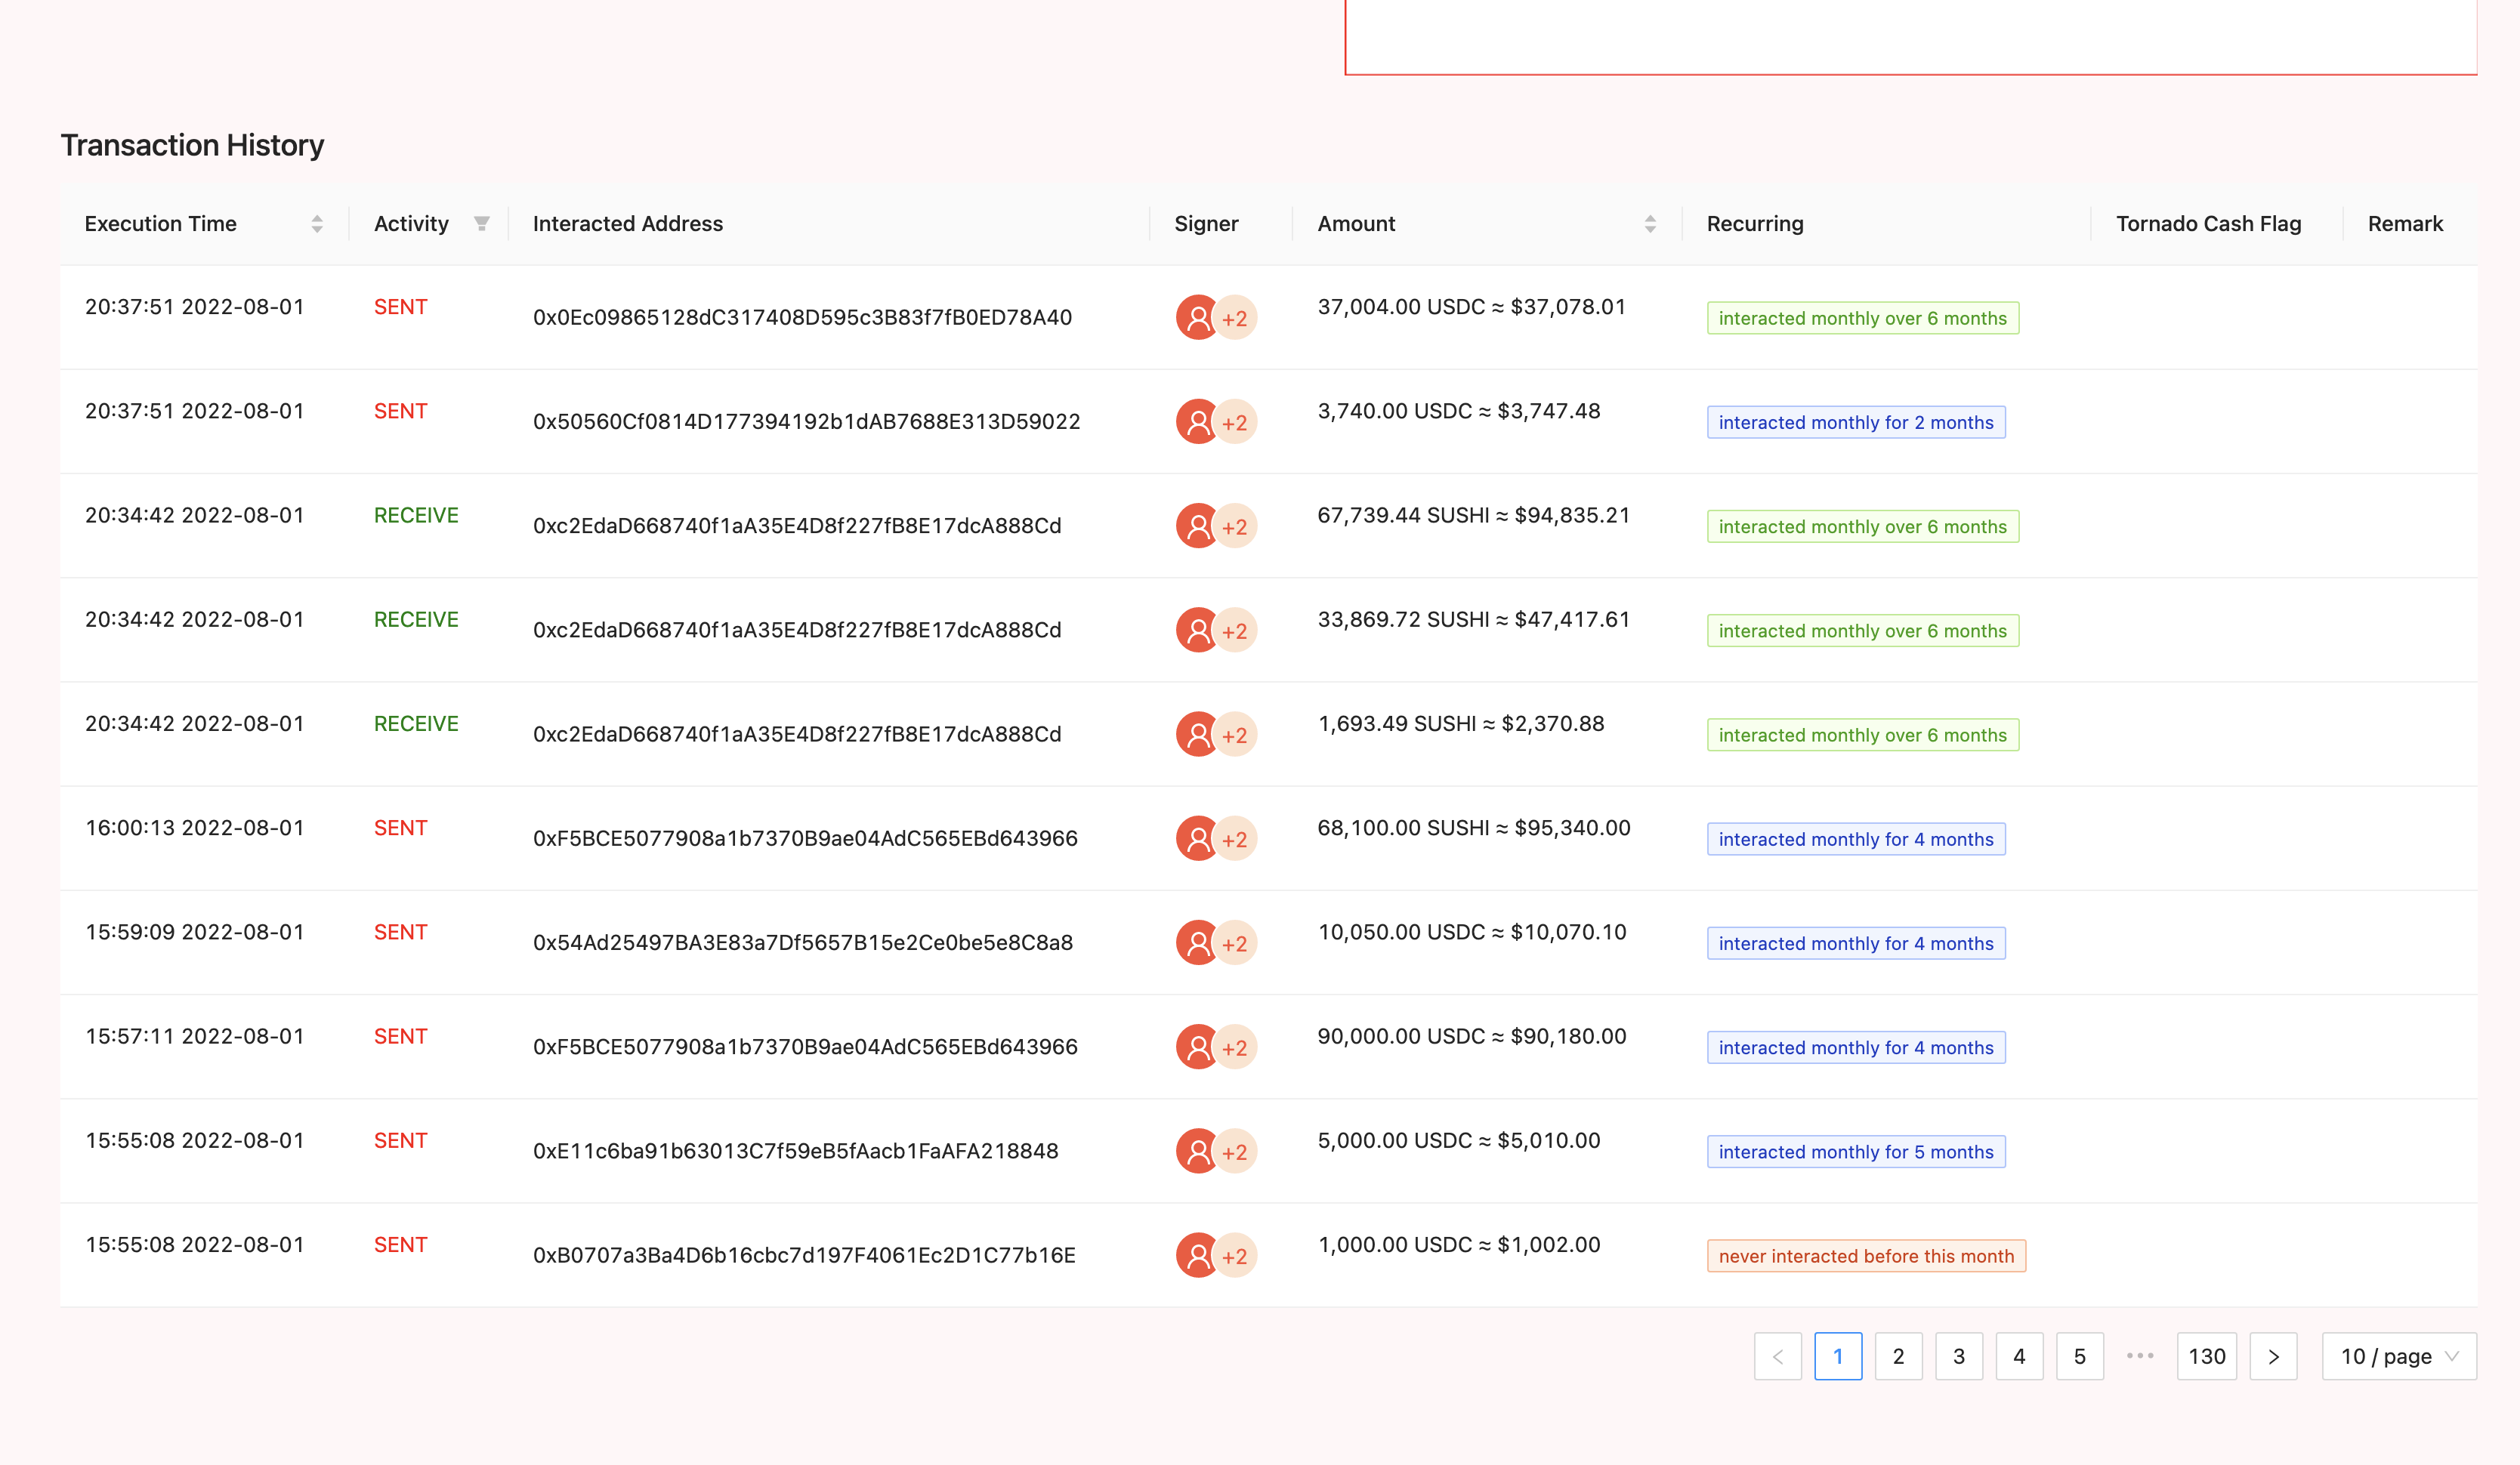 Transaction History
Execution Time Activity Interacted Address Signer Amount Recurring Tornado Cash Flag Remark
20:37:51 2022-08-01 SENT 0x0Ec09865128dC317408D595c3B83f7fB0ED78A40 +2 37,004.00 USDC ≈ $37,078.01 interacted monthly over 6 months
20:37:51 2022-08-01 SENT 0x50560Cf0814D177394192b1dAB7688E313D59022 +2 3,740.00 USDC ≈ $3,747.48 interacted monthly for 2 months
20:34:42 2022-08-01 RECEIVE 0xc2EdaD668740f1aA35E4D8f227fB8E17dcA888Cd +2 67,739.44 SUSHI ≈ $94,835.21 interacted monthly over 6 months
20:34:42 2022-08-01 RECEIVE 0xc2EdaD668740f1aA35E4D8f227fB8E17dcA888Cd +2 33,869.72 SUSHI ≈ $47,417.61 interacted monthly over 6 months
20:34:42 2022-08-01 RECEIVE 0xc2EdaD668740f1aA35E4D8f227fB8E17dcA888Cd +2 1,693.49 SUSHI ≈ $2,370.88 interacted monthly over 6 months
16:00:13 2022-08-01 SENT 0xF5BCE5077908a1b7370B9ae04AdC565EBd643966 +2 68,100.00 SUSHI ≈ $95,340.00 interacted monthly for 4 months
15:59:09 2022-08-01 SENT 0x54Ad25497BA3E83a7Df5657B15e2Ce0be5e8C8a8 +2 10,050.00 USDC ≈ $10,070.10 interacted monthly for 4 months
15:57:11 2022-08-01 SENT 0xF5BCE5077908a1b7370B9ae04AdC565EBd643966 +2 90,000.00 USDC ≈ $90,180.00 interacted monthly for 4 months
15:55:08 2022-08-01 SENT 0xE11c6ba91b63013C7f59eB5fAacb1FaAFA218848 +2 5,000.00 USDC ≈ $5,010.00 interacted monthly for 5 months
15:55:08 2022-08-01 SENT 0xB0707a3Ba4D6b16cbc7d197F4061Ec2D1C77b16E +2 1,000.00 USDC ≈ $1,002.00 never interacted before this month
< 1 2 3 4 5 ••• 130 > 10 / page